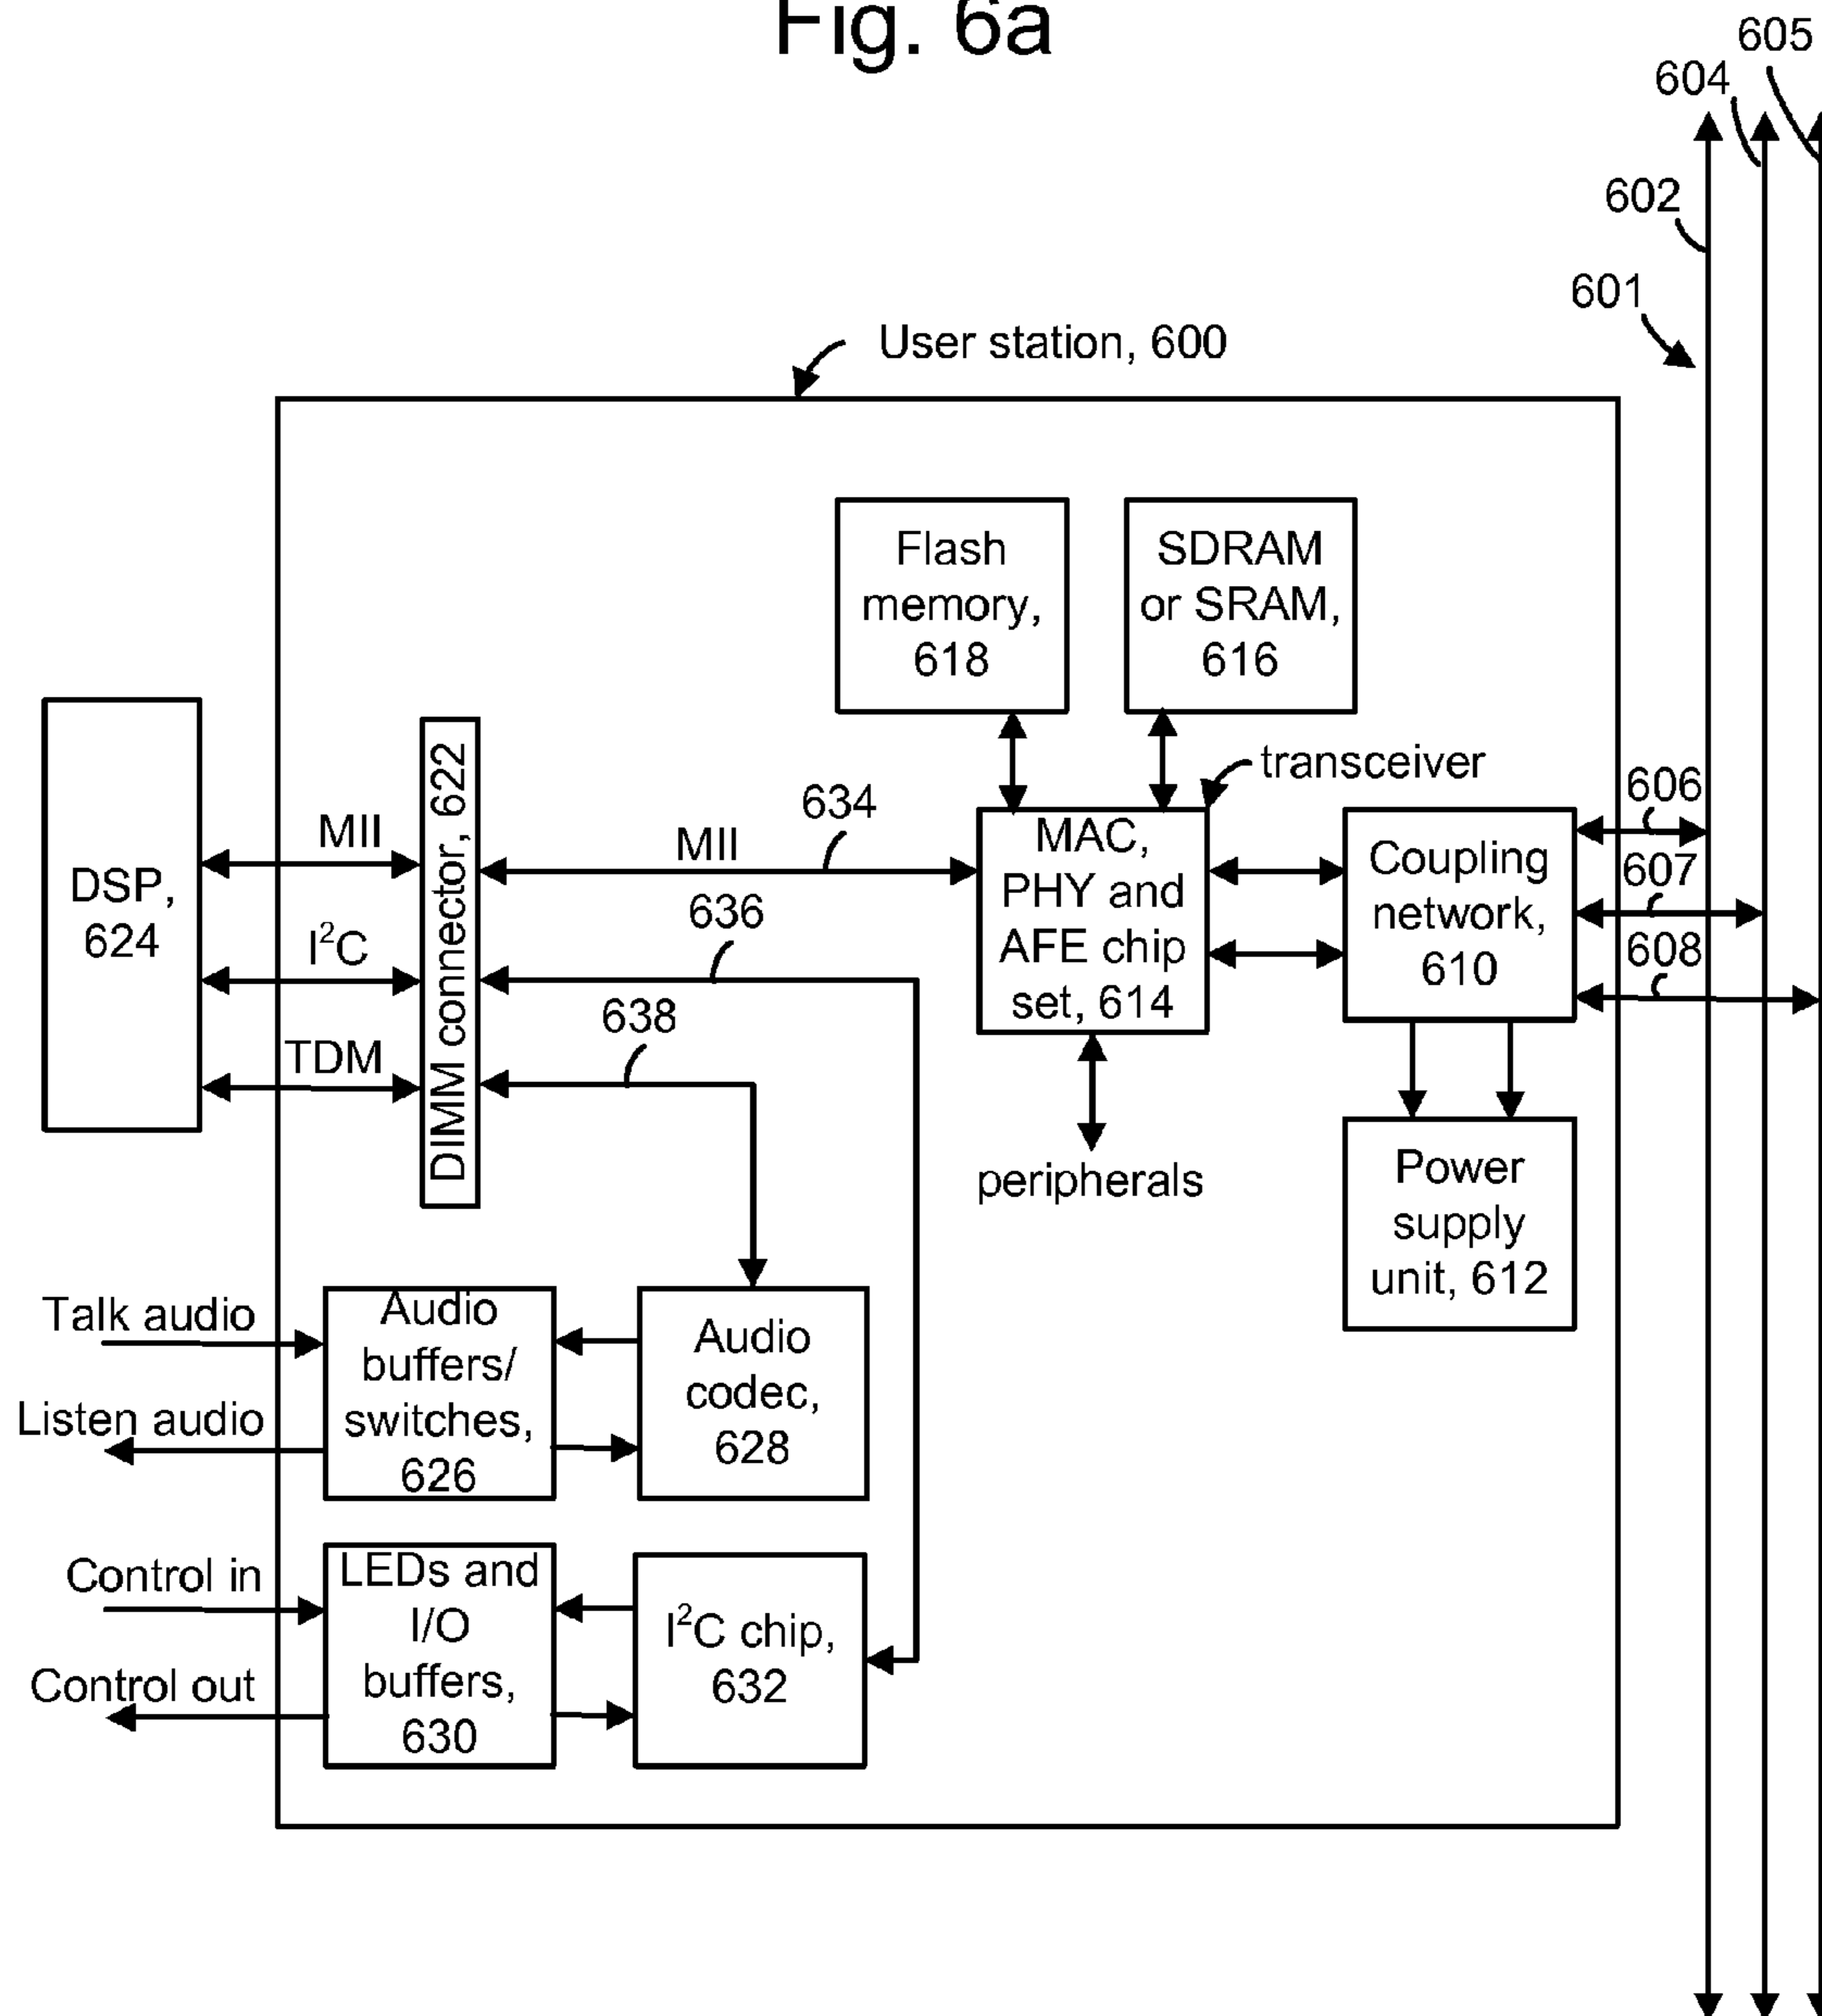 Fig. 6a
605
604
602
601
User station, 600
Flash
memory,
618
SDRAM
or SRAM,
616
transceiver
DSP,
624
MII
I²C
TDM
DIMM connector, 622
MII
634
636
638
MAC,
PHY and
AFE chip
set, 614
peripherals
Coupling
network,
610
606
607
608
Power
supply
unit, 612
Talk audio
Listen audio
Audio
buffers/
switches,
626
Audio
codec,
628
Control in
Control out
LEDs and
I/O
buffers,
630
I²C chip,
632